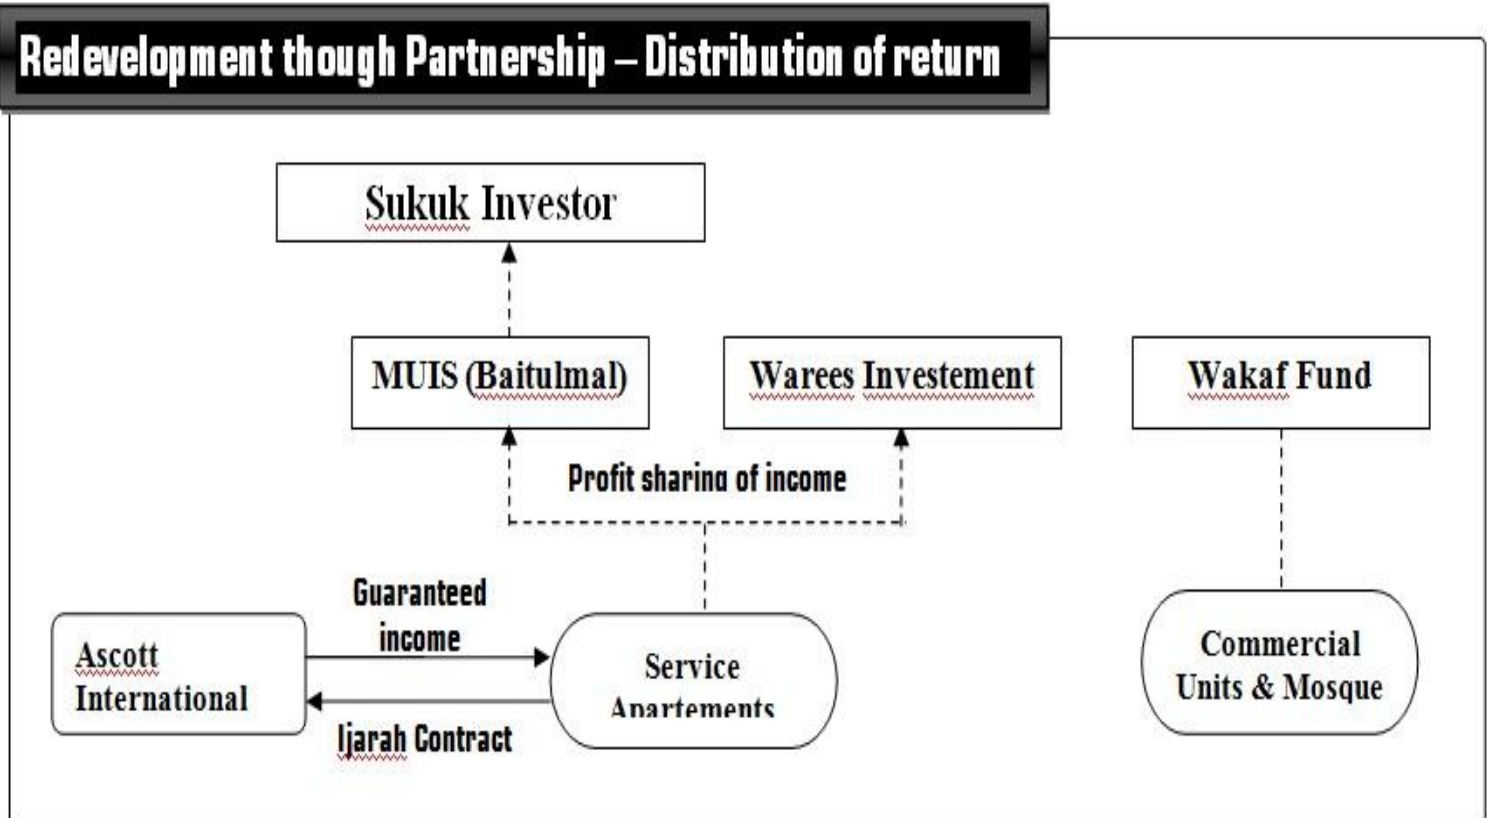 Redevelopment though Partnership – Distribution of return
Sukuk Investor
MUIS (Baitulmal)
Warees Investement
Wakaf Fund
Profit sharing of income
Guaranteed
income
Ascott
International
Service
Apartements
Commercial
Units & Mosque
Ijarah Contract